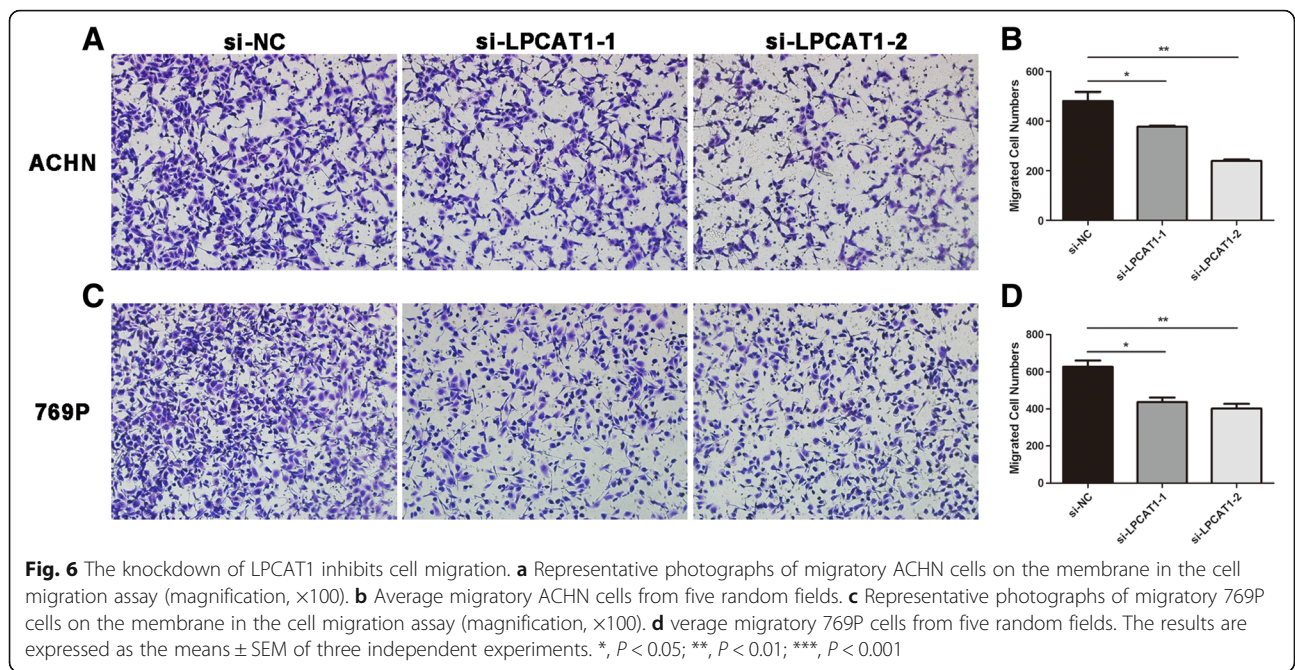 A
si-NC
si-LPCAT1-1
si-LPCAT1-2
ACHN
B
**
*
600
400
200
0
Migrated Cell Numbers
si-NC
si-LPCAT1-1
si-LPCAT1-2
C
769P
D
**
*
800
600
400
200
0
Migrated Cell Numbers
si-NC
si-LPCAT1-1
si-LPCAT1-2
Fig. 6 The knockdown of LPCAT1 inhibits cell migration. a Representative photographs of migratory ACHN cells on the membrane in the cell
migration assay (magnification, ×100). b Average migratory ACHN cells from five random fields. c Representative photographs of migratory 769P
cells on the membrane in the cell migration assay (magnification, ×100). d verage migratory 769P cells from five random fields. The results are
expressed as the means ± SEM of three independent experiments. *, P < 0.05; **, P < 0.01; ***, P < 0.001